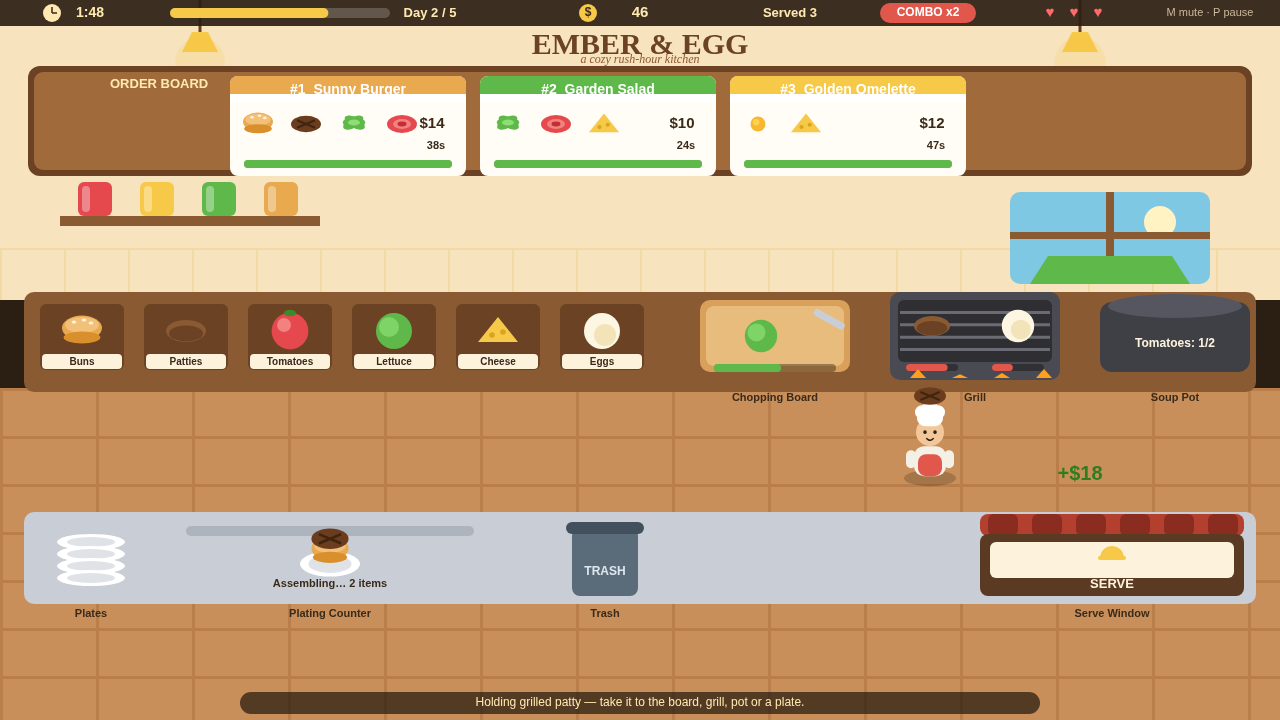 1:48
Day 2 / 5
$
46
Served 3
COMBO x2
M mute · P pause
EMBER & EGG
a cozy rush-hour kitchen
ORDER BOARD
#1 Sunny Burger
$14
38s
#2 Garden Salad
$10
24s
#3 Golden Omelette
$12
47s
Buns
Patties
Tomatoes
Lettuce
Cheese
Eggs
Tomatoes: 1/2
Chopping Board
Grill
Soup Pot
+$18
Assembling… 2 items
TRASH
SERVE
Plates
Plating Counter
Trash
Serve Window
Holding grilled patty — take it to the board, grill, pot or a plate.